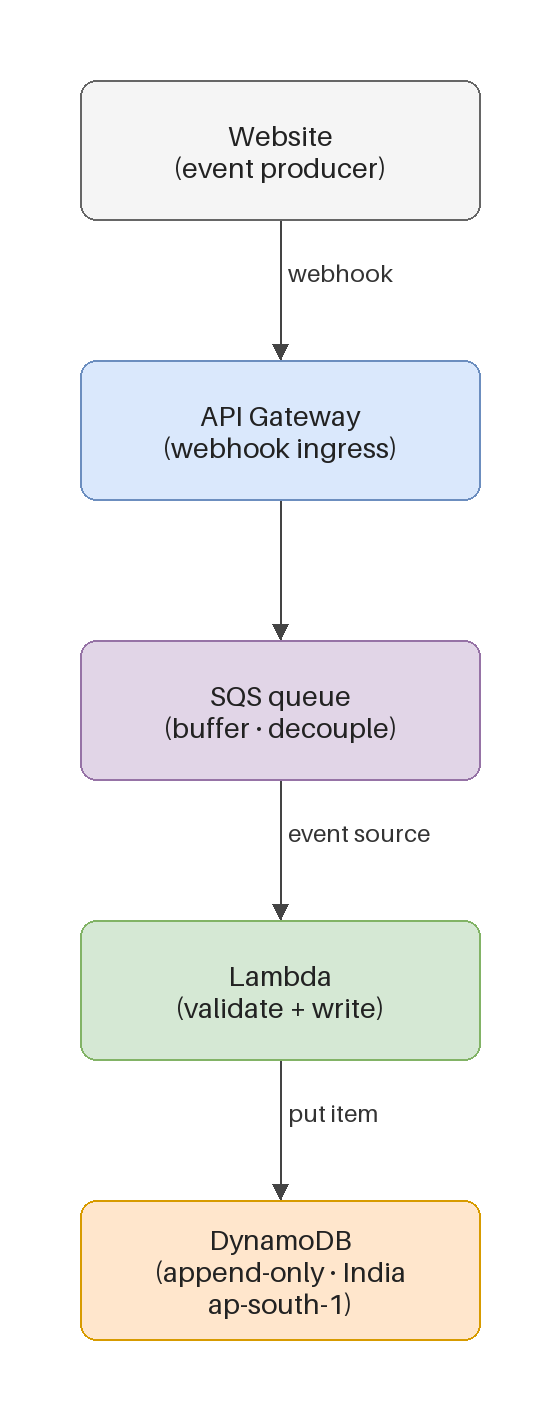 Website
(event producer)
webhook
API Gateway
(webhook ingress)
SQS queue
(buffer · decouple)
event source
Lambda
(validate + write)
put item
DynamoDB
(append-only · India
ap-south-1)